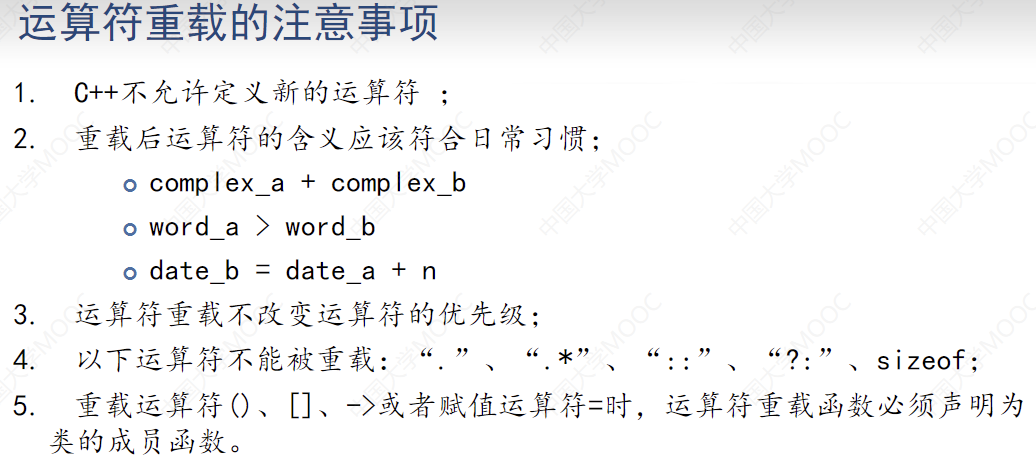 运算符重载的注意事项
1. C++不允许定义新的运算符 ；
2. 重载后运算符的含义应该符合日常习惯；
complex_a + complex_b
word_a > word_b
date_b = date_a + n
3. 运算符重载不改变运算符的优先级；
4. 以下运算符不能被重载：“.”、“.*”、“::”、“?:”、sizeof；
5. 重载运算符()、[]、->或者赋值运算符=时，运算符重载函数必须声明为
类的成员函数。
中国大学MOOC